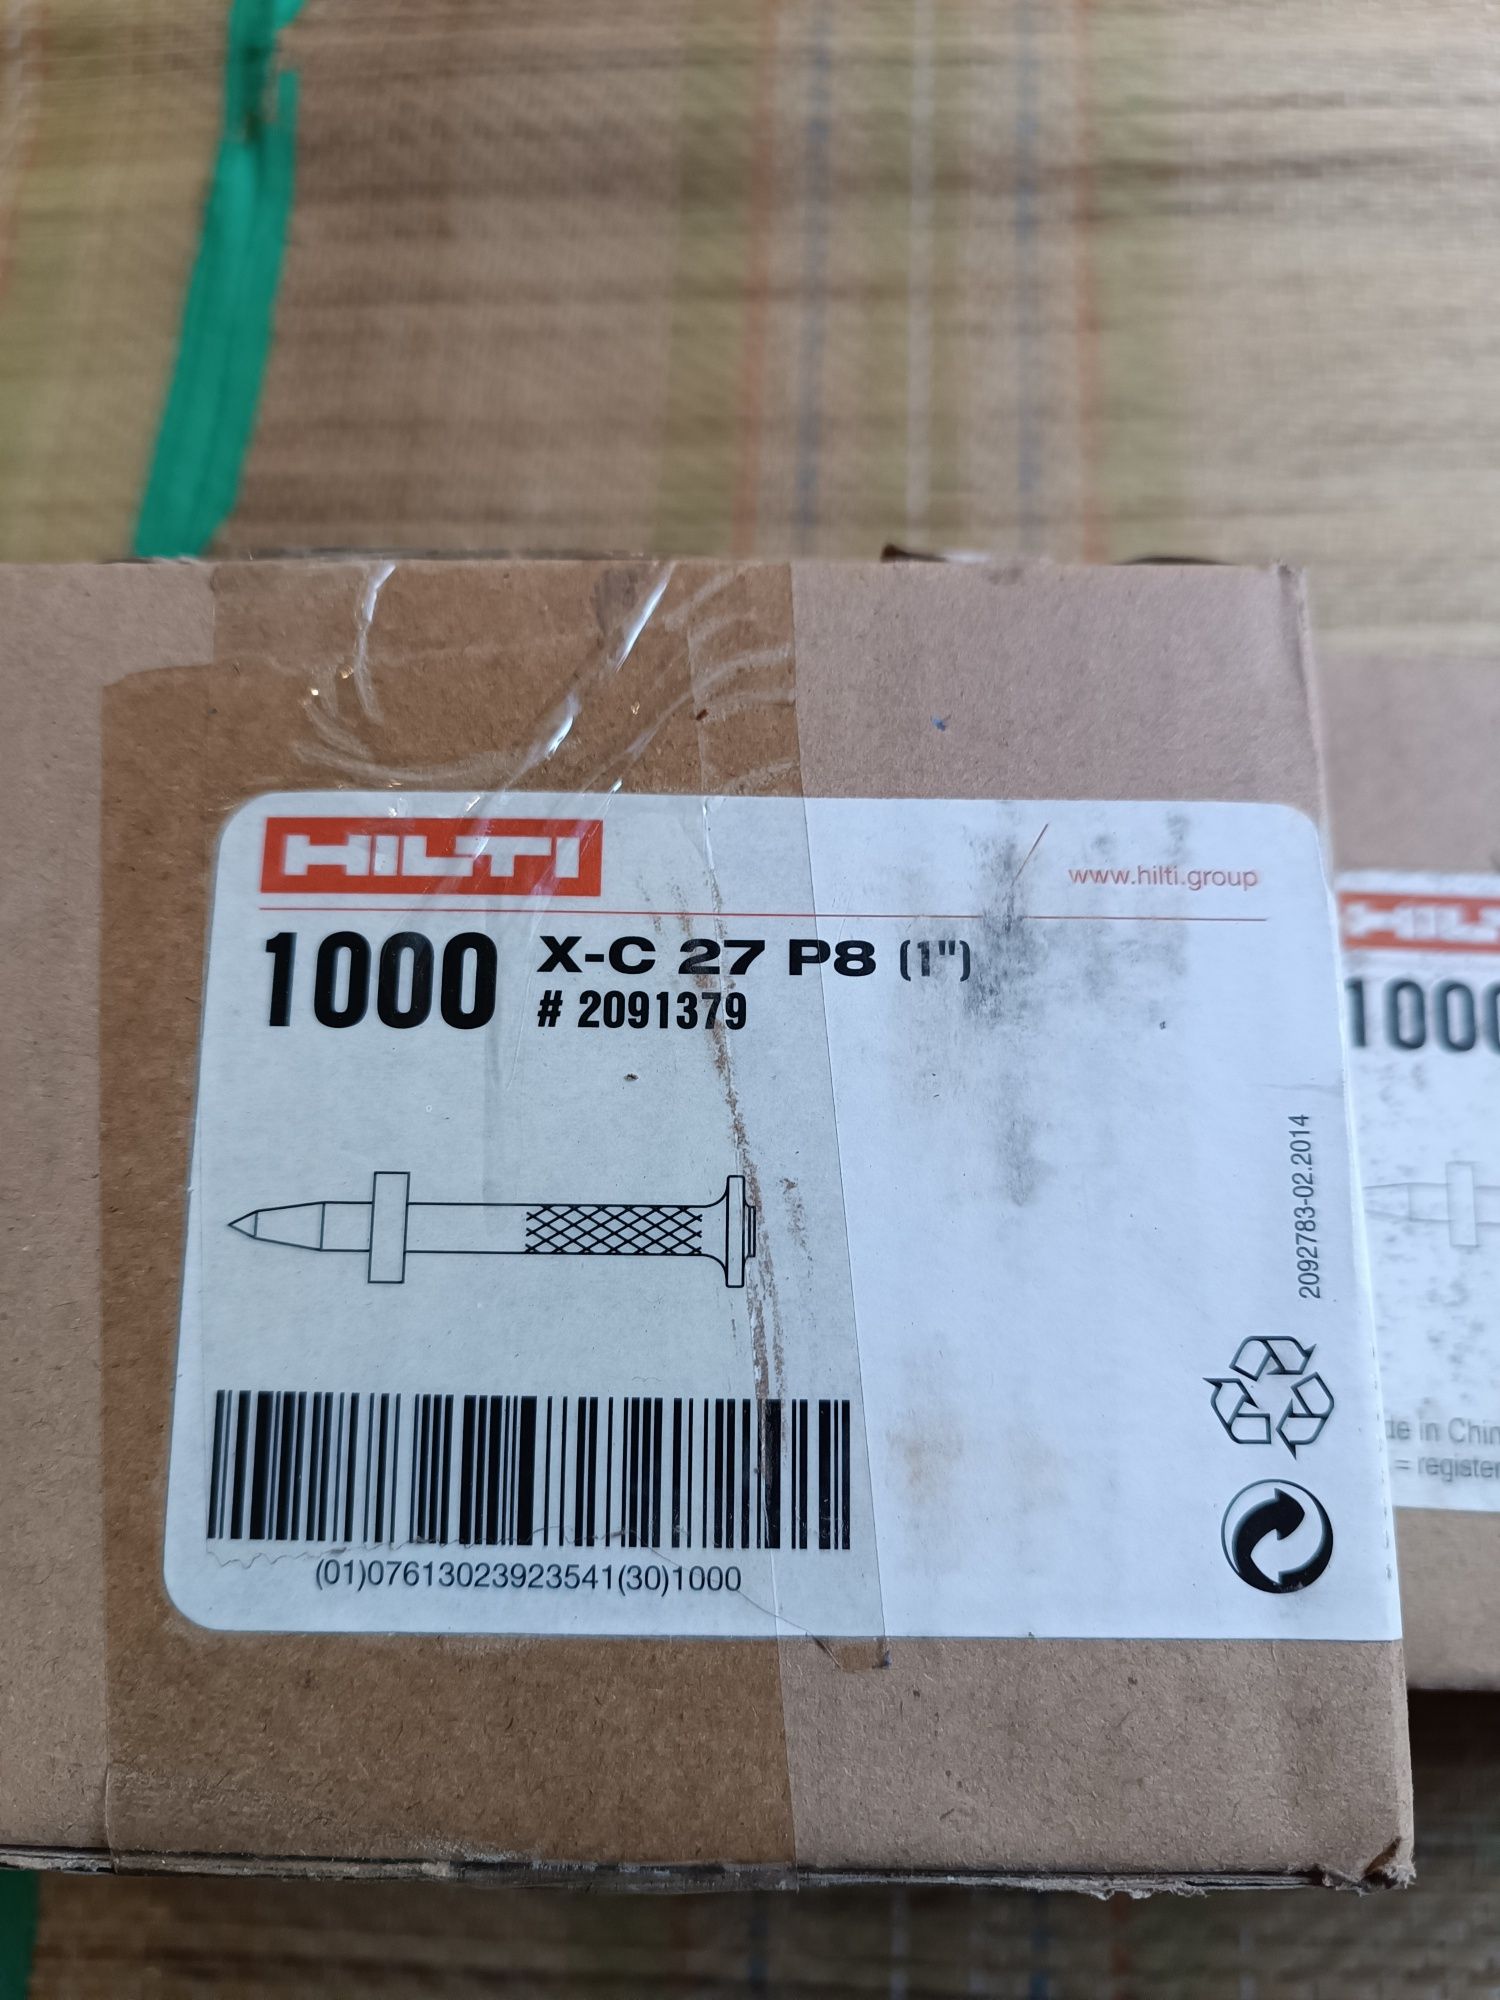 HILTI
www.hilti.group
1000 X-C 27 P8 (1")
# 2091379
2092783-02.2014
(01)07613023923541(30)1000
HIL
1000
de in Chin
= register